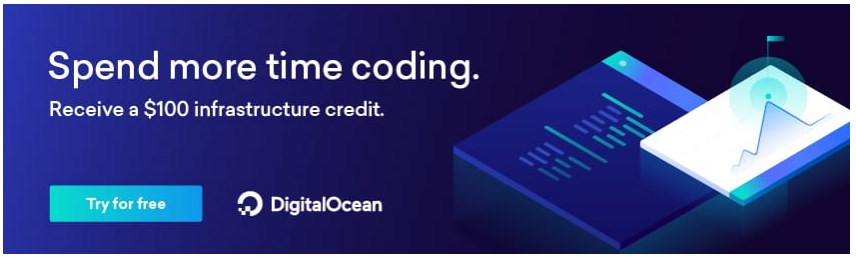 Spend more time coding.
Receive a $100 infrastructure credit.
Try for free
DigitalOcean